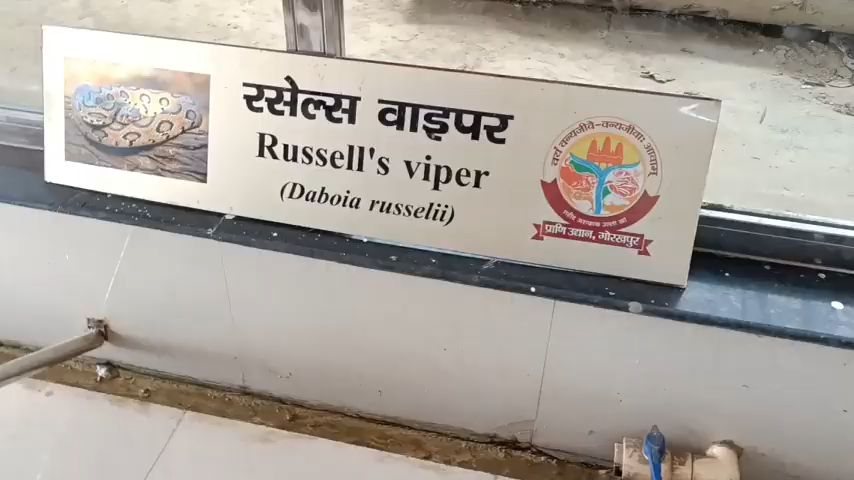 रसेल्स वाइपर
Russell's viper
(Daboia russelii)
प्राणि उद्यान, गोरखपुर